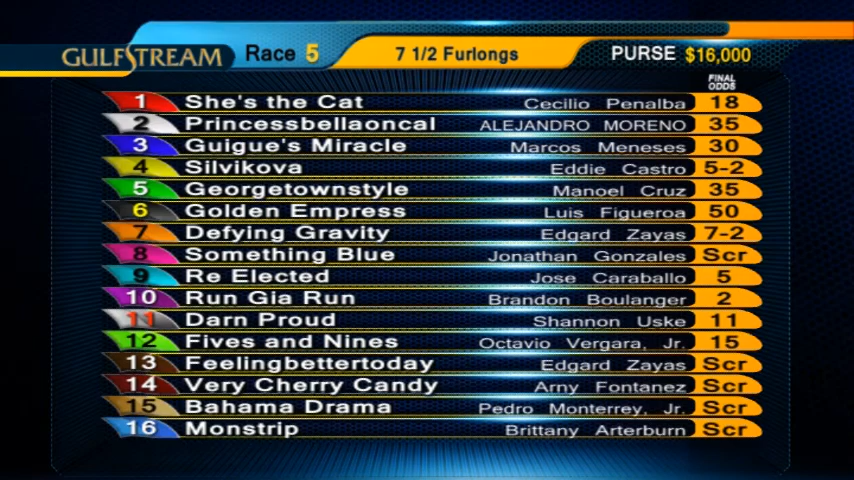 GULFSTREAM Race 5 7 1/2 Furlongs PURSE $16,000
FINAL
ODDS
1 She's the Cat Cecilio Penalba 18
2 Princessbellaoncal ALEJANDRO MORENO 35
3 Guigue's Miracle Marcos Meneses 30
4 Silvikova Eddie Castro 5-2
5 Georgetownstyle Manoel Cruz 35
6 Golden Empress Luis Figueroa 50
7 Defying Gravity Edgard Zayas 7-2
8 Something Blue Jonathan Gonzales Scr
9 Re Elected Jose Caraballo 5
10 Run Gia Run Brandon Boulanger 2
11 Darn Proud Shannon Uske 11
12 Fives and Nines Octavio Vergara, Jr. 15
13 Feelingbettertoday Edgard Zayas Scr
14 Very Cherry Candy Arny Fontanez Scr
15 Bahama Drama Pedro Monterrey, Jr. Scr
16 Monstrip Brittany Arterburn Scr